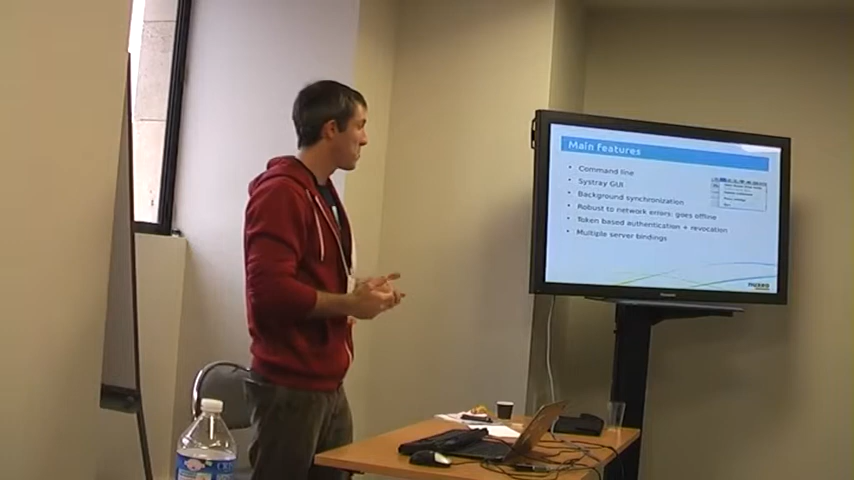 Main features
• Command line
• Systray GUI
• Background synchronization
• Robust to network errors: goes offline
• Token based authentication + revocation
• Multiple server bindings
nuxeo